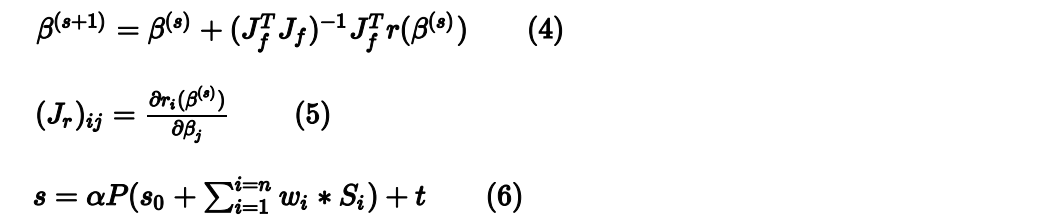 β^(s+1) = β^(s) + (J_f^T J_f)^−1 J_f^T r(β^(s)) (4)
(J_r)_ij = ∂r_i(β^(s)) / ∂β_j (5)
s = αP(s_0 + ∑_{i=1}^{i=n} w_i * S_i) + t (6)